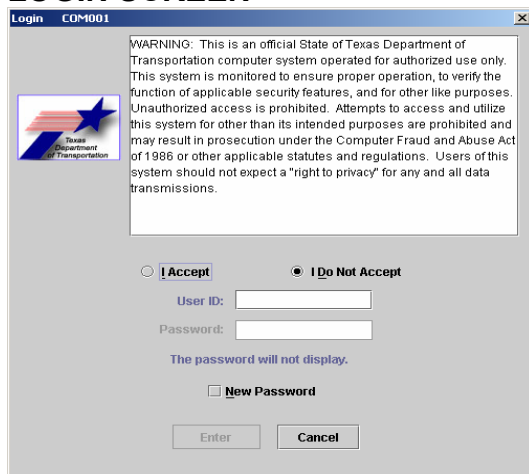 Login COM001
WARNING: This is an official State of Texas Department of
Transportation computer system operated for authorized use only.
This system is monitored to ensure proper operation, to verify the
function of applicable security features, and for other like purposes.
Unauthorized access is prohibited. Attempts to access and utilize
this system for other than its intended purposes are prohibited and
may result in prosecution under the Computer Fraud and Abuse Act
of 1986 or other applicable statutes and regulations. Users of this
system should not expect a "right to privacy" for any and all data
transmissions.
Texas
Department
of Transportation
I Accept I Do Not Accept
User ID:
Password:
The password will not display.
New Password
Enter Cancel